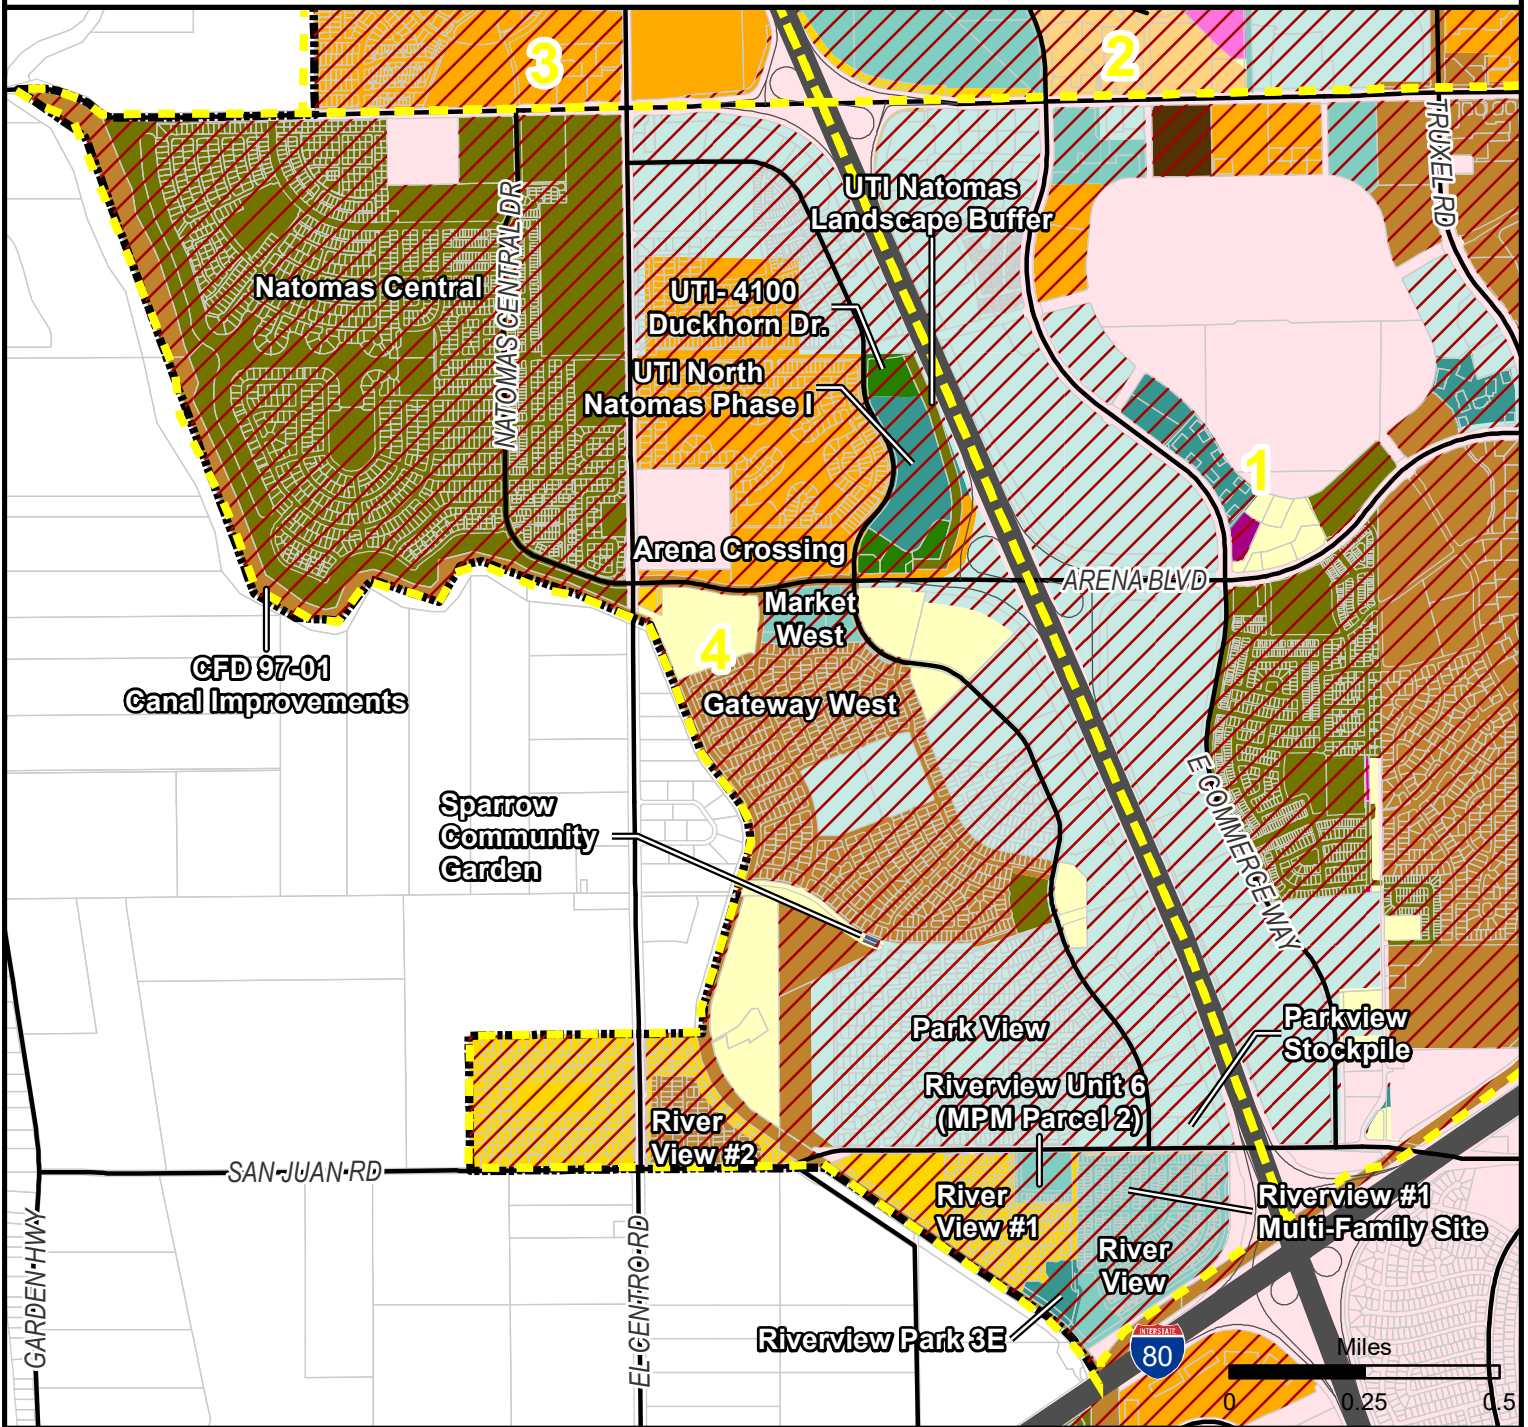 3
2
TRUXEL RD
UTI Natomas
Landscape Buffer
NATOMAS CENTRAL DR
Natomas Central
UTI- 4100
Duckhorn Dr.
UTI North
Natomas Phase I
1
Arena Crossing
ARENA BLVD
Market
West
4
CFD 97-01
Canal Improvements
Gateway West
E COMMERCE WAY
Sparrow
Community
Garden
Park View
Parkview
Stockpile
Riverview Unit 6
(MPM Parcel 2)
River
View #2
SAN JUAN RD
River
View #1
Riverview #1
Multi-Family Site
River
View
GARDEN HWY
EL CENTRO RD
Riverview Park 3E
INTERSTATE
80
Miles
0
0.25
0.5